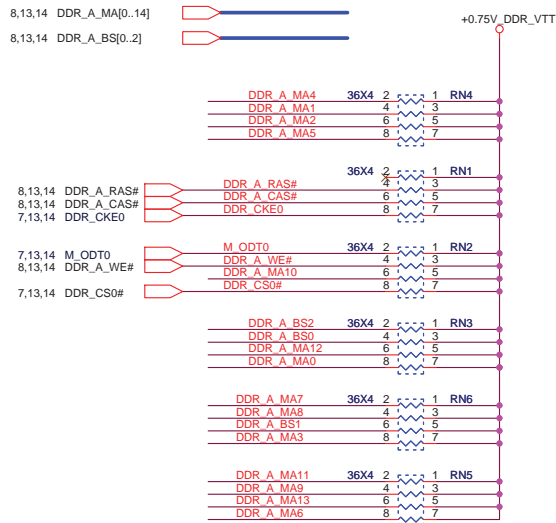 8,13,14 DDR_A_MA[0..14]
+0.75V_DDR_VTT
8,13,14 DDR_A_BS[0..2]
DDR_A_MA4 36X4 2 1 RN4
DDR_A_MA1 4 3
DDR_A_MA2 6 5
DDR_A_MA5 8 7
36X4 2 1 RN1
8,13,14 DDR_A_RAS# DDR_A_RAS# 4 3
8,13,14 DDR_A_CAS# DDR_A_CAS# 6 5
7,13,14 DDR_CKE0 DDR_CKE0 8 7
7,13,14 M_ODT0 M_ODT0 36X4 2 1 RN2
8,13,14 DDR_A_WE# DDR_A_WE# 4 3
DDR_A_MA10 6 5
7,13,14 DDR_CS0# DDR_CS0# 8 7
DDR_A_BS2 36X4 2 1 RN3
DDR_A_BS0 4 3
DDR_A_MA12 6 5
DDR_A_MA0 8 7
DDR_A_MA7 36X4 2 1 RN6
DDR_A_MA8 4 3
DDR_A_BS1 6 5
DDR_A_MA3 8 7
DDR_A_MA11 36X4 2 1 RN5
DDR_A_MA9 4 3
DDR_A_MA13 6 5
DDR_A_MA6 8 7